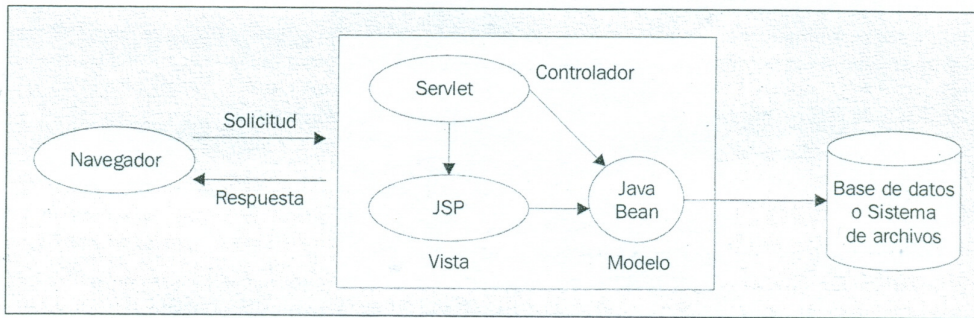 Servlet
Controlador
Solicitud
Navegador
Respuesta
JSP
Java
Bean
Base de datos
o Sistema
de archivos
Vista
Modelo